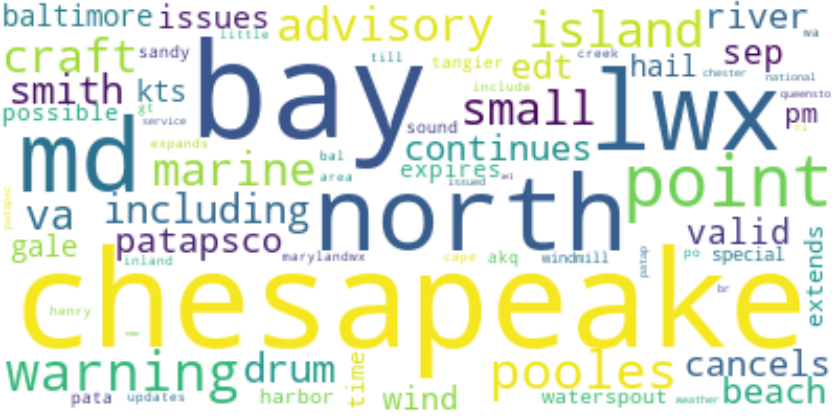 baltimore issues advisory island river
wa
little
craft sandy till tangier edt creek hail sep
chester national
smith kts bay include small lwx queensto
possible gt service sound pm
expands continues
md marine bal area expires issued point
patapsc
va including north
gale patapsco valid
inland marylandwx cape akq windmill patap po special extends
chesapeake
henry br
new
warning drum time pooles cancels
pata updates harbor wind waterspout weather beach